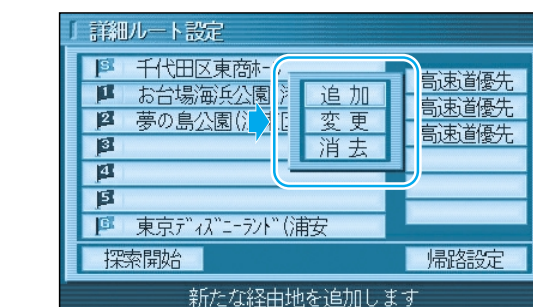 詳細ルート設定
S 千代田区東商ホー
1 お台場海浜公園
高速道優先
2 夢の島公園(江
高速道優先
3
高速道優先
4
5
G 東京ディズニーランド(浦安
追加
変更
消去
探索開始
帰路設定
新たな経由地を追加します